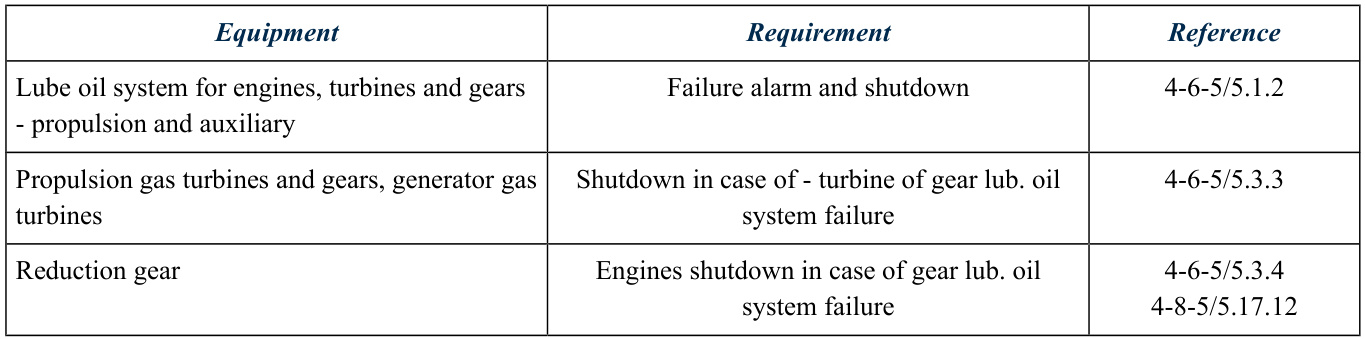 Equipment Requirement Reference
Lube oil system for engines, turbines and gears Failure alarm and shutdown 4-6-5/5.1.2
- propulsion and auxiliary
Propulsion gas turbines and gears, generator gas Shutdown in case of - turbine of gear lub. oil 4-6-5/5.3.3
turbines system failure
Reduction gear Engines shutdown in case of gear lub. oil 4-6-5/5.3.4
system failure 4-8-5/5.17.12